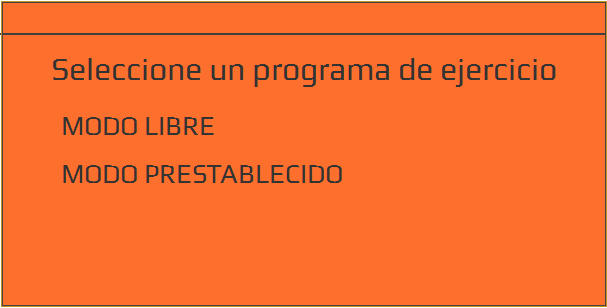 Seleccione un programa de ejercicio
MODO LIBRE
MODO PRESTABLECIDO